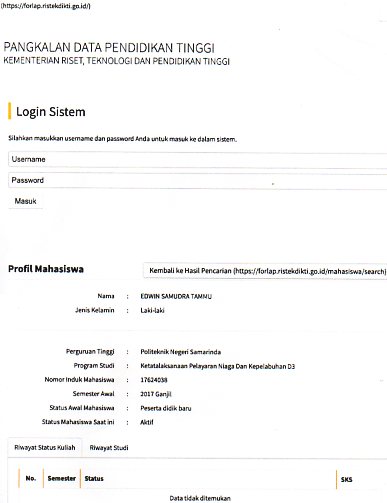 (https://forlap.ristekdikti.go.id/)
PANGKALAN DATA PENDIDIKAN TINGGI
KEMENTERIAN RISET, TEKNOLOGI DAN PENDIDIKAN TINGGI
Login Sistem
Silahkan masukkan username dan password Anda untuk masuk ke dalam sistem.
Username
Password
Masuk
Profil Mahasiswa
Kembali ke Hasil Pencarian (https://forlap.ristekdikti.go.id/mahasiswa/search)
Nama : EDWIN SAMUDRA TAMMU
Jenis Kelamin : Laki-laki
Perguruan Tinggi : Politeknik Negeri Samarinda
Program Studi : Ketatalaksanaan Pelayaran Niaga Dan Kepelabuhan D3
Nomor Induk Mahasiswa : 17624038
Semester Awal : 2017 Ganjil
Status Awal Mahasiswa : Peserta didik baru
Status Mahasiswa Saat ini : Aktif
Riwayat Status Kuliah Riwayat Studi
No. Semester Status SKS
Data tidak ditemukan